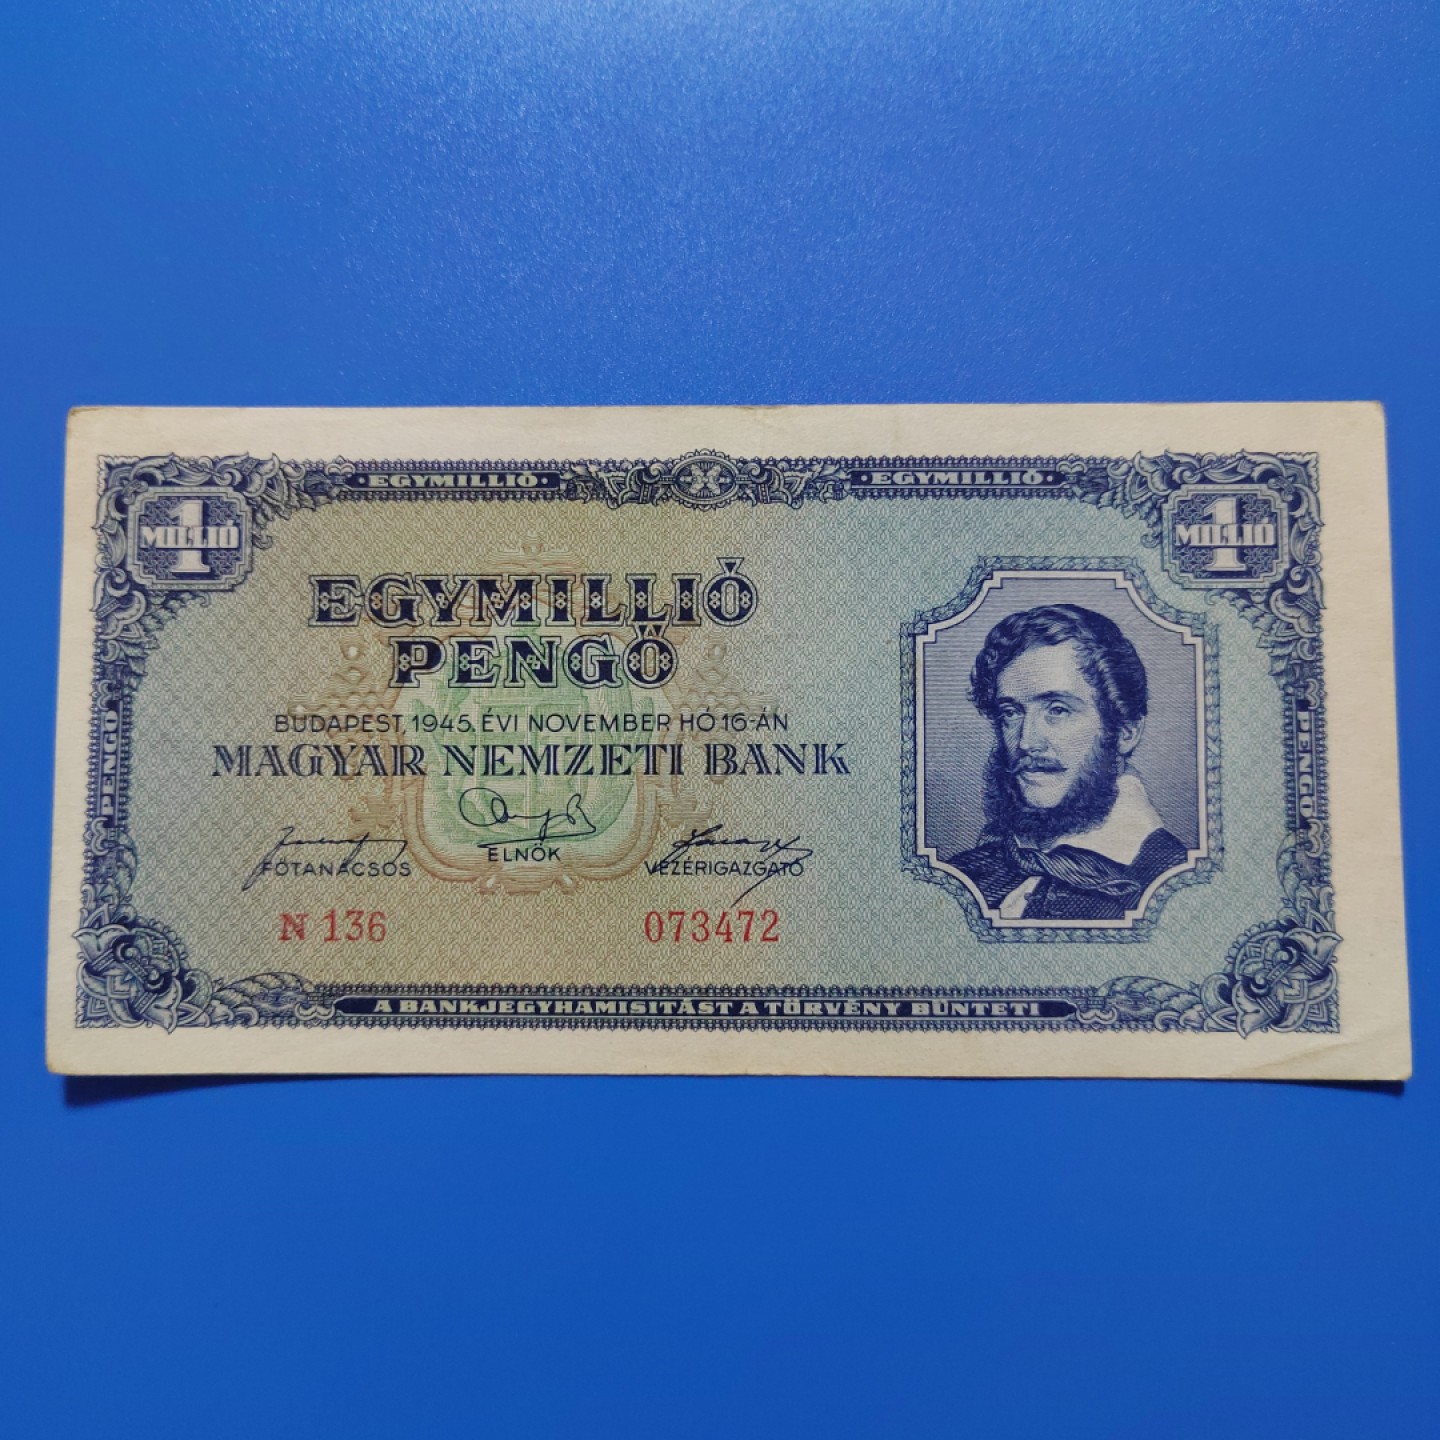 ·EGYMILLIÓ· ·EGYMILLIÓ·
1 MILLIÓ 1 MILLIÓ
EGYMILLIÓ
PENGŐ
BUDAPEST, 1945. ÉVI NOVEMBER HÓ 16-ÁN
MAGYAR NEMZETI BANK
FŐTANÁCSOS ELNÖK VEZÉRIGAZGATÓ
N 136 073472
PENGŐ PENGŐ
A BANKJEGYHAMISITÁST A TÖRVÉNY BÜNTETI